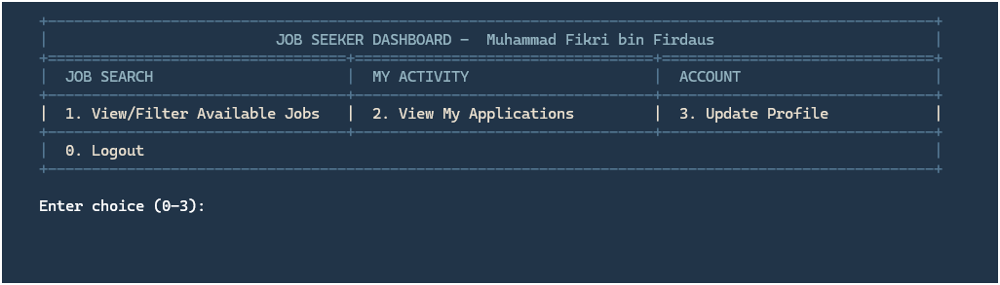 JOB SEEKER DASHBOARD -  Muhammad Fikri bin Firdaus
JOB SEARCH | MY ACTIVITY | ACCOUNT
1. View/Filter Available Jobs | 2. View My Applications | 3. Update Profile
0. Logout
Enter choice (0-3):